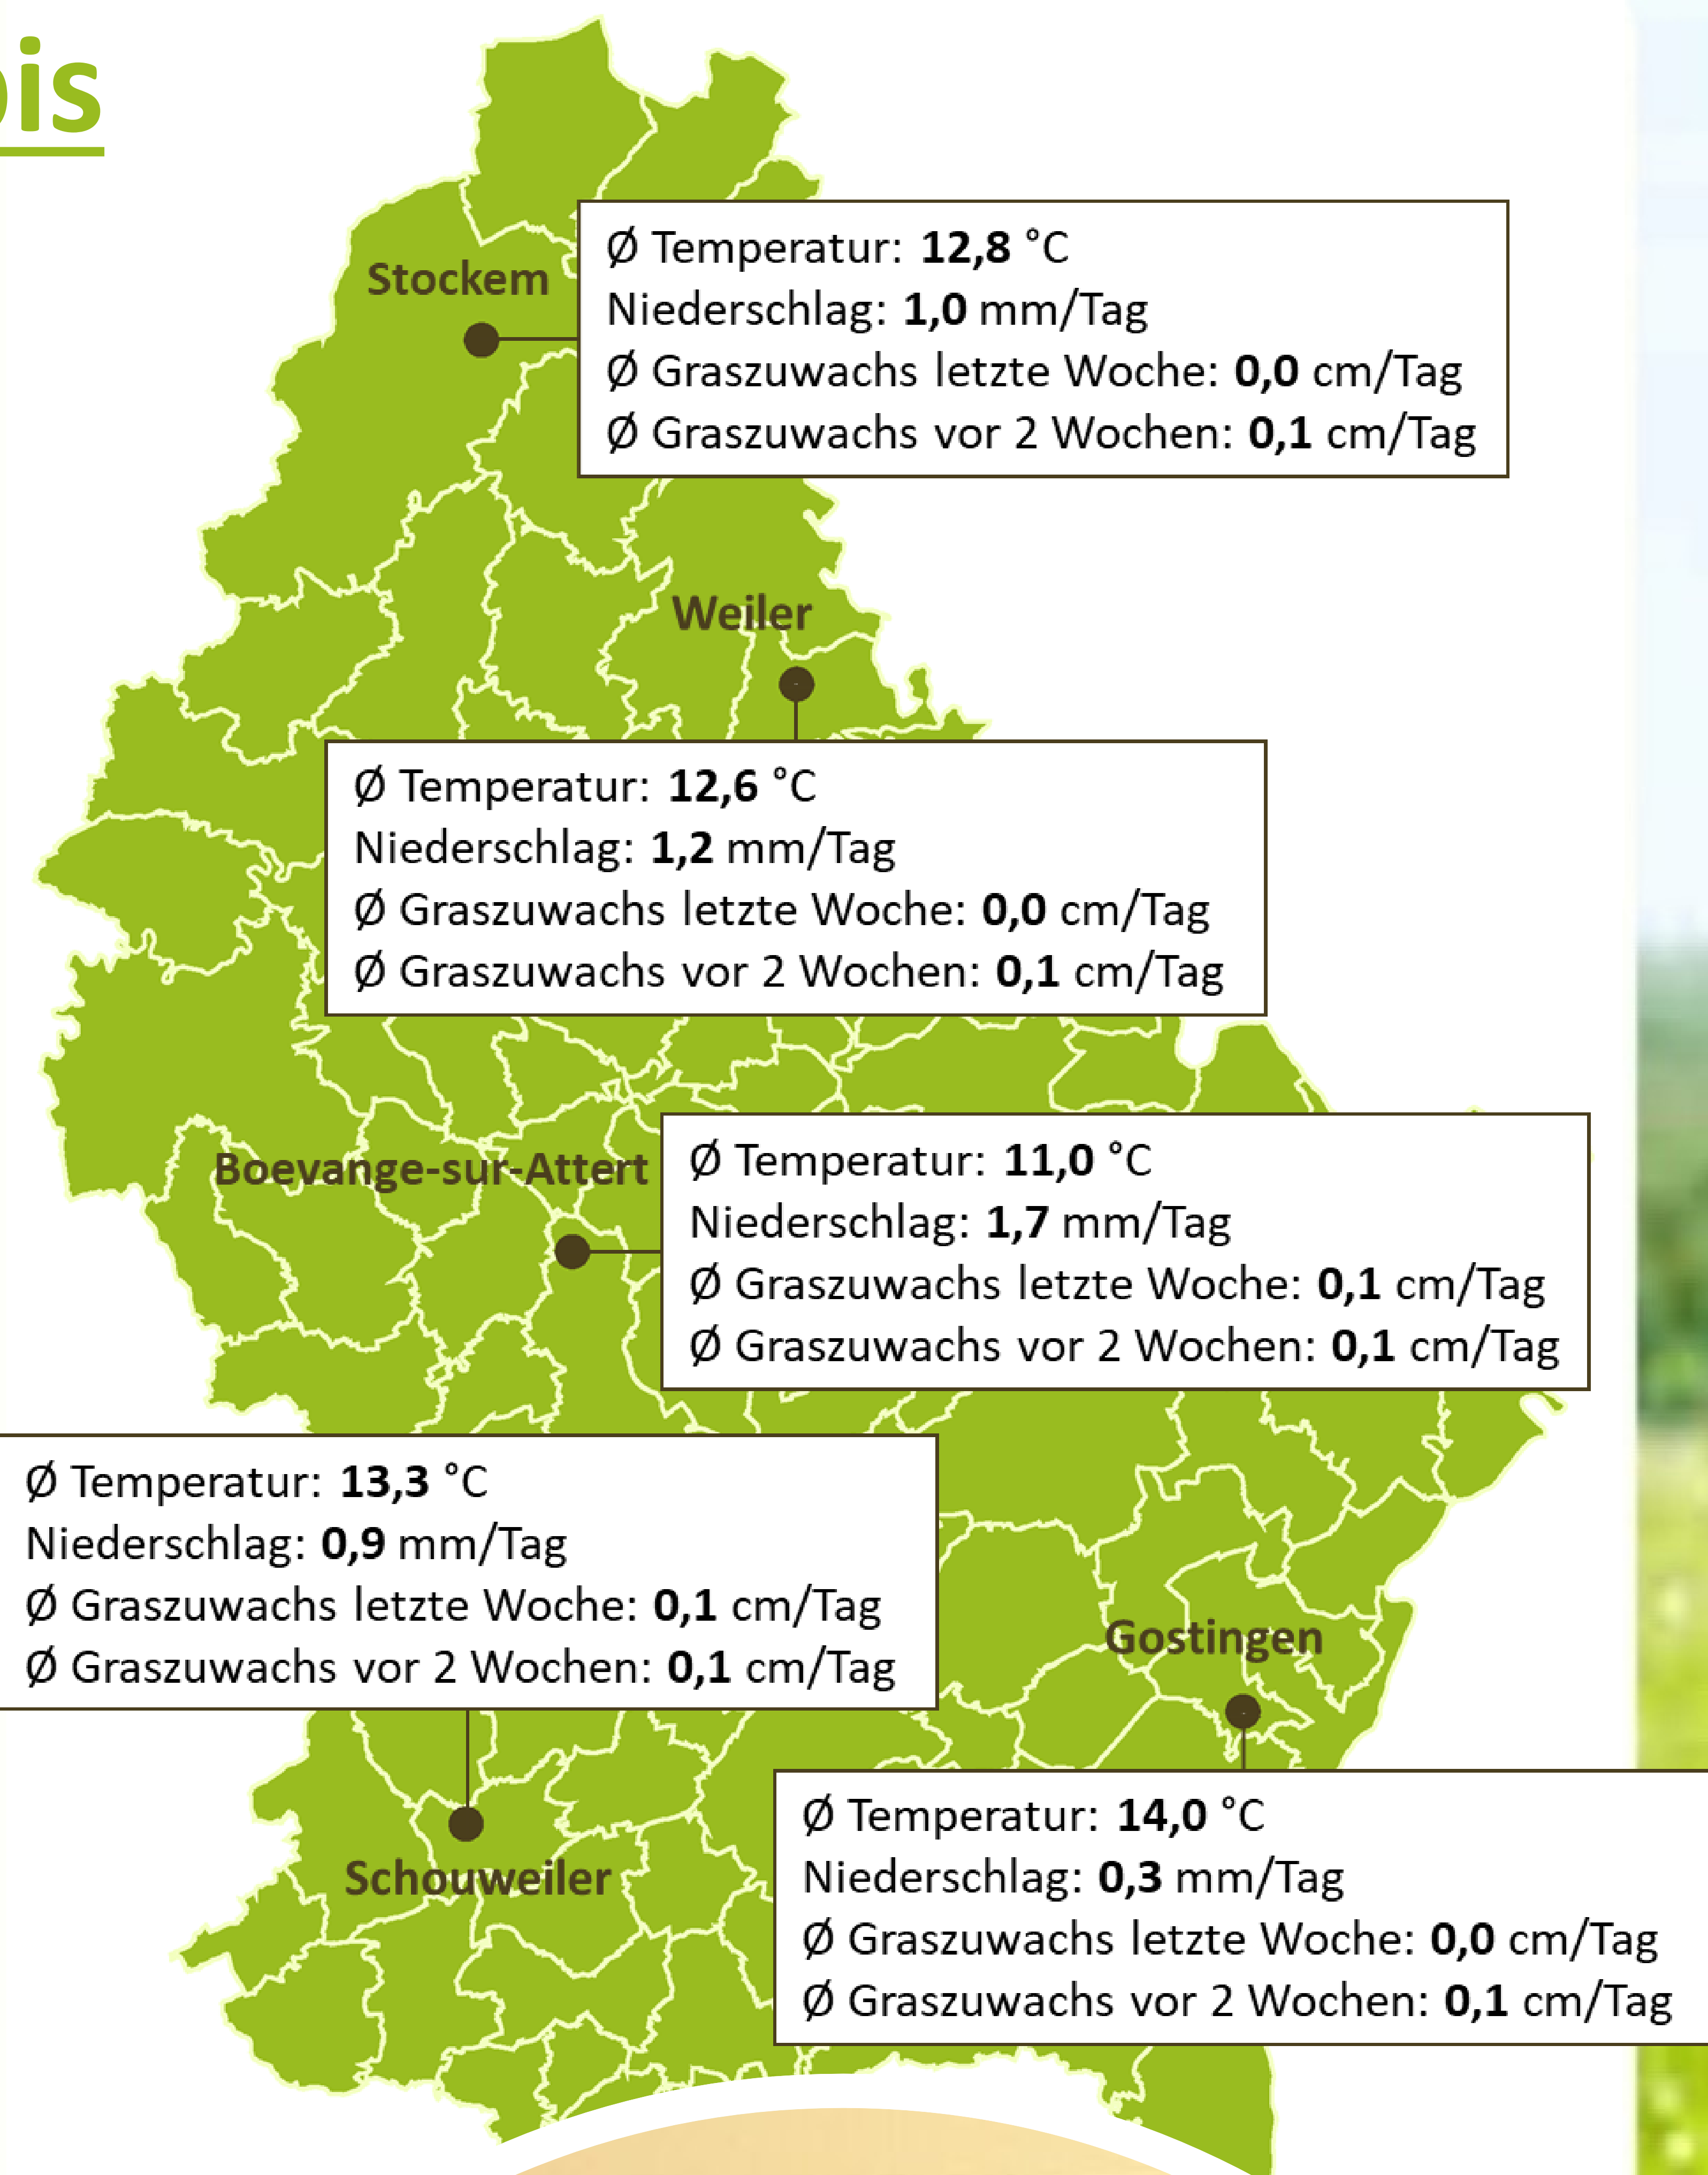 bis
Stockem
Ø Temperatur: 12,8 °C
Niederschlag: 1,0 mm/Tag
Ø Graszuwachs letzte Woche: 0,0 cm/Tag
Ø Graszuwachs vor 2 Wochen: 0,1 cm/Tag
Weiler
Ø Temperatur: 12,6 °C
Niederschlag: 1,2 mm/Tag
Ø Graszuwachs letzte Woche: 0,0 cm/Tag
Ø Graszuwachs vor 2 Wochen: 0,1 cm/Tag
Boevange-sur-Attert
Ø Temperatur: 11,0 °C
Niederschlag: 1,7 mm/Tag
Ø Graszuwachs letzte Woche: 0,1 cm/Tag
Ø Graszuwachs vor 2 Wochen: 0,1 cm/Tag
Ø Temperatur: 13,3 °C
Niederschlag: 0,9 mm/Tag
Ø Graszuwachs letzte Woche: 0,1 cm/Tag
Ø Graszuwachs vor 2 Wochen: 0,1 cm/Tag
Schouweiler
Gostingen
Ø Temperatur: 14,0 °C
Niederschlag: 0,3 mm/Tag
Ø Graszuwachs letzte Woche: 0,0 cm/Tag
Ø Graszuwachs vor 2 Wochen: 0,1 cm/Tag